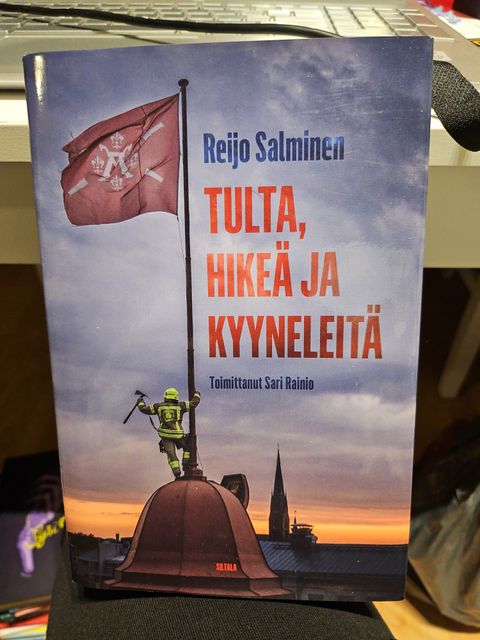 Reijo Salminen
TULTA,
HIKEÄ JA
KYYNELEITÄ
Toimittanut Sari Rainio
SILTALA